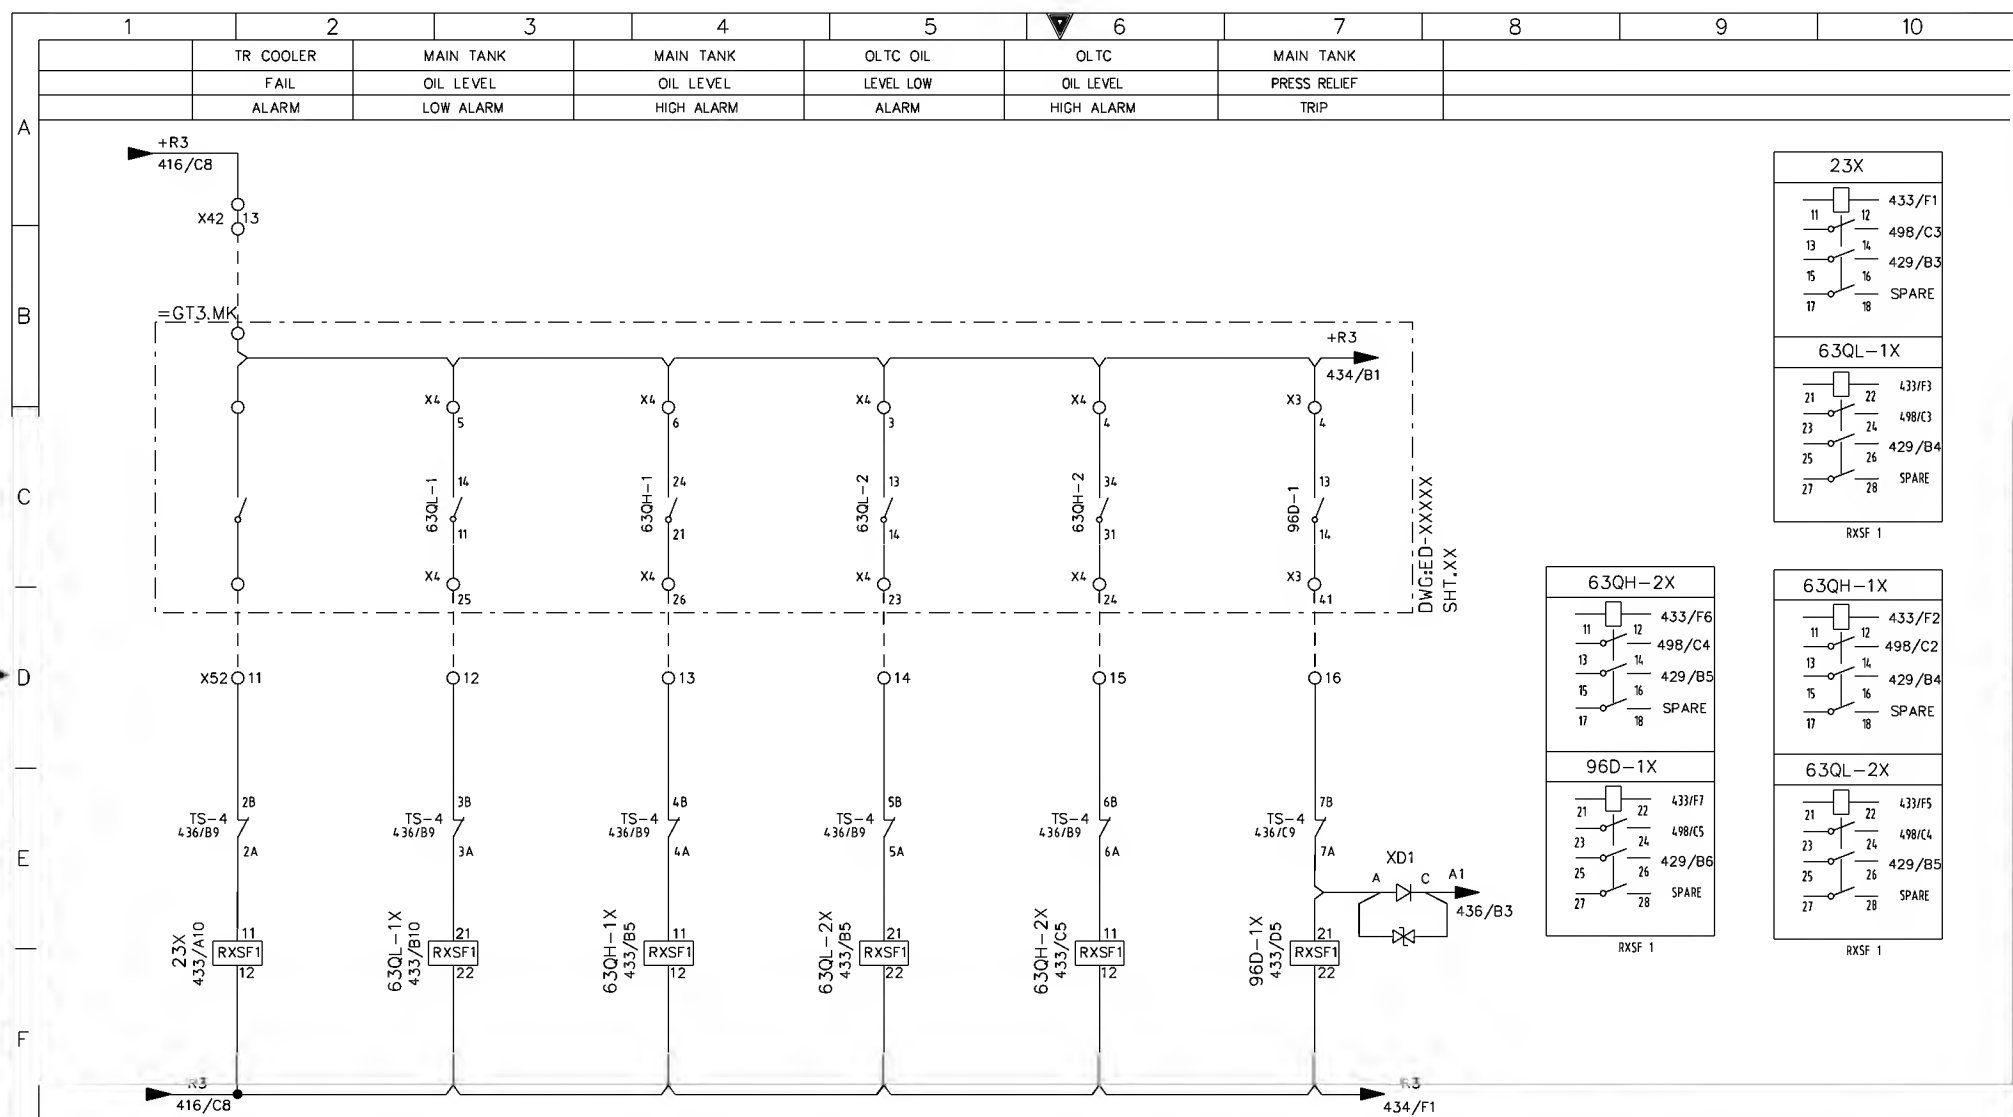 1 2 3 4 5 6 7 8 9 10
TR COOLER MAIN TANK MAIN TANK OLTC OIL OLTC MAIN TANK
FAIL OIL LEVEL OIL LEVEL LEVEL LOW OIL LEVEL PRESS RELIEF
ALARM LOW ALARM HIGH ALARM ALARM HIGH ALARM TRIP
A
B
C
D
E
F
+R3
416/C8
X42 13
=GT3.MK
+R3
434/B1
X4 X4 X4 X4 X3
5 6 3 4 4
14 24 13 34 13
63QL-1 63QH-1 63QL-2 63QH-2 96D-1
11 21 14 31 14
X4 X4 X4 X4 X3
25 26 23 24 41
DWG:ED-XXXXX
SHT.XX
X52 11 12 13 14 15 16
2B 3B 4B 5B 6B 7B
TS-4 TS-4 TS-4 TS-4 TS-4 TS-4
436/B9 436/B9 436/B9 436/B9 436/B9 436/C9
2A 3A 4A 5A 6A 7A
XD1
A C A1
436/B3
23X
433/A10
11
RXSF1
12
63QL-1X
433/B10
21
RXSF1
22
63QH-1X
433/B5
11
RXSF1
12
63QL-2X
433/B5
21
RXSF1
22
63QH-2X
433/C5
11
RXSF1
12
96D-1X
433/D5
21
RXSF1
22
R3
416/C8
R3
434/F1
23X
433/F1
11 12
498/C3
13 14
429/B3
15 16
SPARE
17 18
63QL-1X
433/F3
21 22
498/C3
23 24
429/B4
25 26
SPARE
27 28
RXSF 1
63QH-2X
433/F6
11 12
498/C4
13 14
429/B5
15 16
SPARE
17 18
96D-1X
433/F7
21 22
498/C5
23 24
429/B6
25 26
SPARE
27 28
RXSF 1
63QH-1X
433/F2
11 12
498/C2
13 14
429/B4
15 16
SPARE
17 18
63QL-2X
433/F5
21 22
498/C4
23 24
429/B5
25 26
SPARE
27 28
RXSF 1